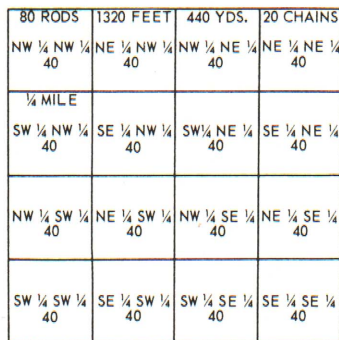 80 RODS 1320 FEET 440 YDS. 20 CHAINS
NW ¼ NW ¼ NE ¼ NW ¼ NW ¼ NE ¼ NE ¼ NE ¼
40 40 40 40
¼ MILE
SW ¼ NW ¼ SE ¼ NW ¼ SW¼ NE ¼ SE ¼ NE ¼
40 40 40 40
NW ¼ SW ¼ NE ¼ SW ¼ NW ¼ SE ¼ NE ¼ SE ¼
40 40 40 40
SW ¼ SW ¼ SE ¼ SW ¼ SW ¼ SE ¼ SE ¼ SE ¼
40 40 40 40